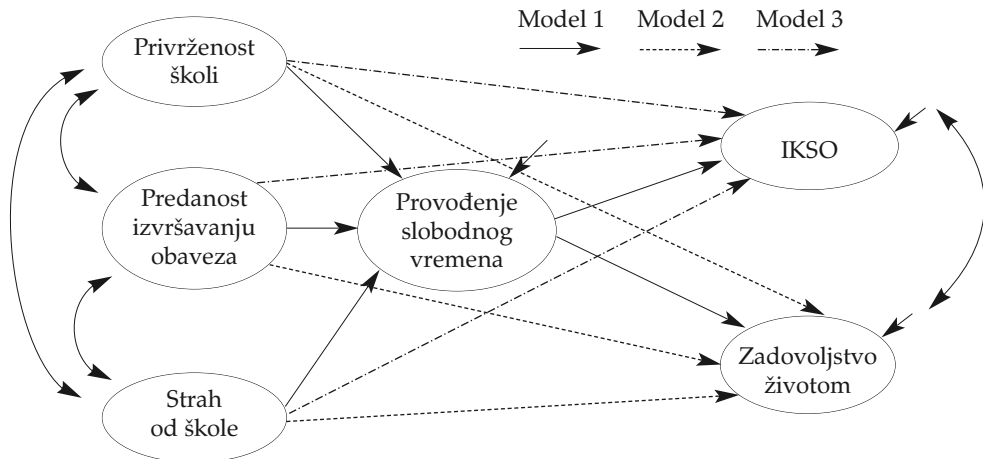 Model 1 Model 2 Model 3
Privrženost
školi
IKSO
Predanost
izvršavanju
obaveza
Provođenje
slobodnog
vremena
Zadovoljstvo
životom
Strah
od škole